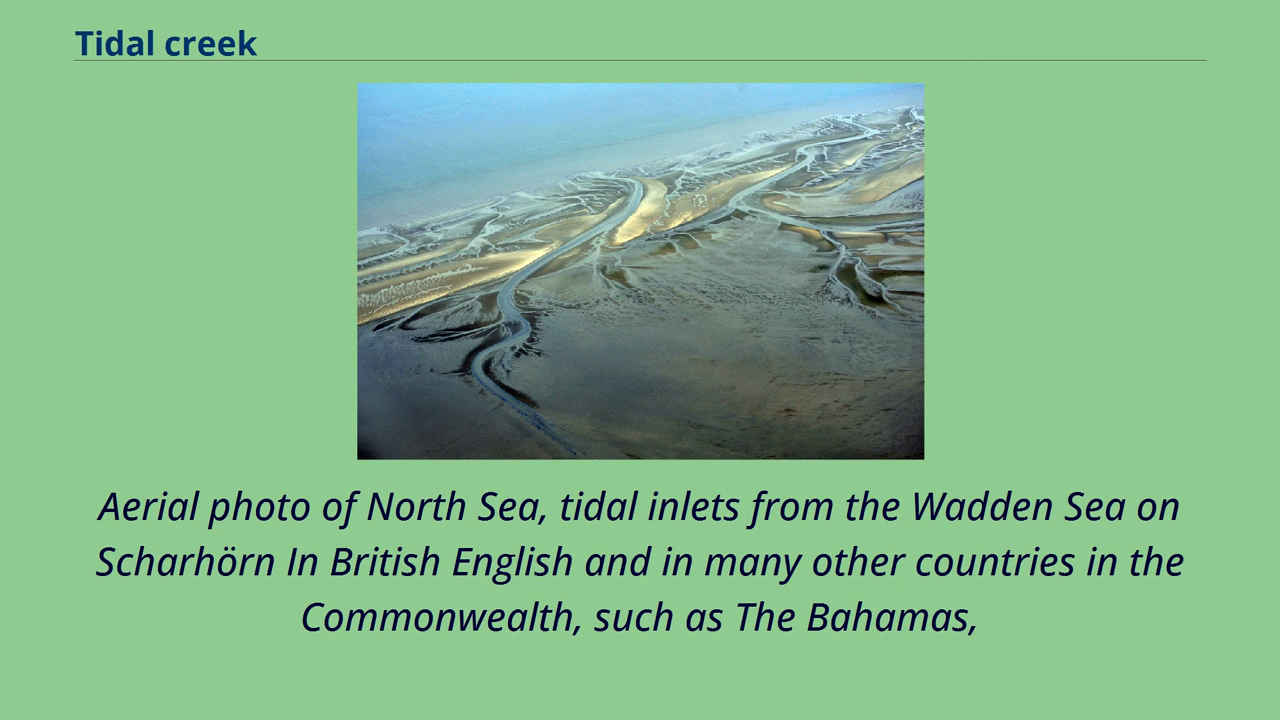 Tidal creek
Aerial photo of North Sea, tidal inlets from the Wadden Sea on
Scharhörn In British English and in many other countries in the
Commonwealth, such as The Bahamas,